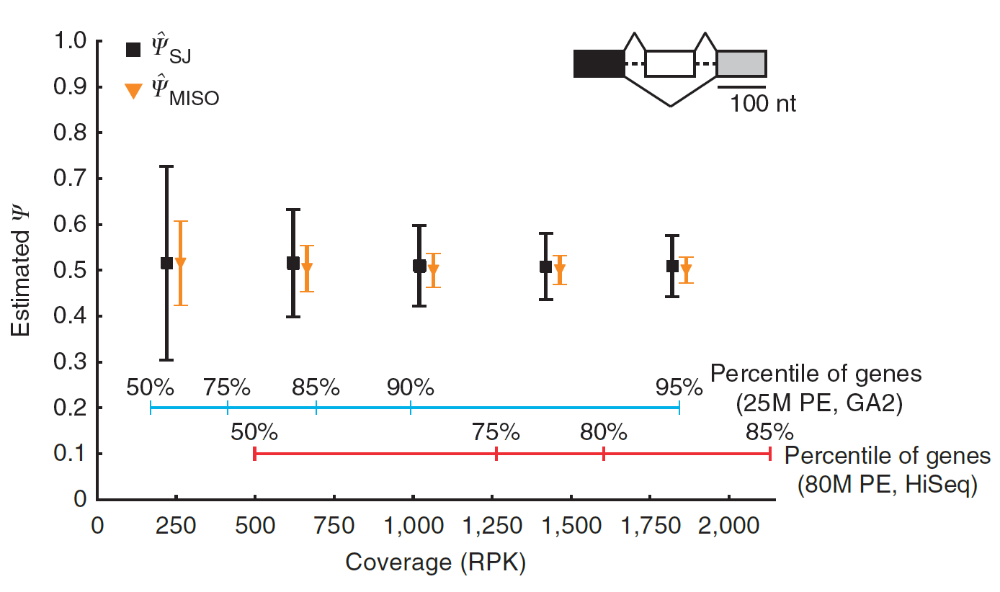 1.0
0.9
0.8
0.7
0.6
0.5
0.4
0.3
0.2
0.1
0
Estimated Ψ
Ψ̂SJ
Ψ̂MISO
100 nt
50% 75% 85% 90% 95%
Percentile of genes
(25M PE, GA2)
50% 75% 80% 85%
Percentile of genes
(80M PE, HiSeq)
0 250 500 750 1,000 1,250 1,500 1,750 2,000
Coverage (RPK)